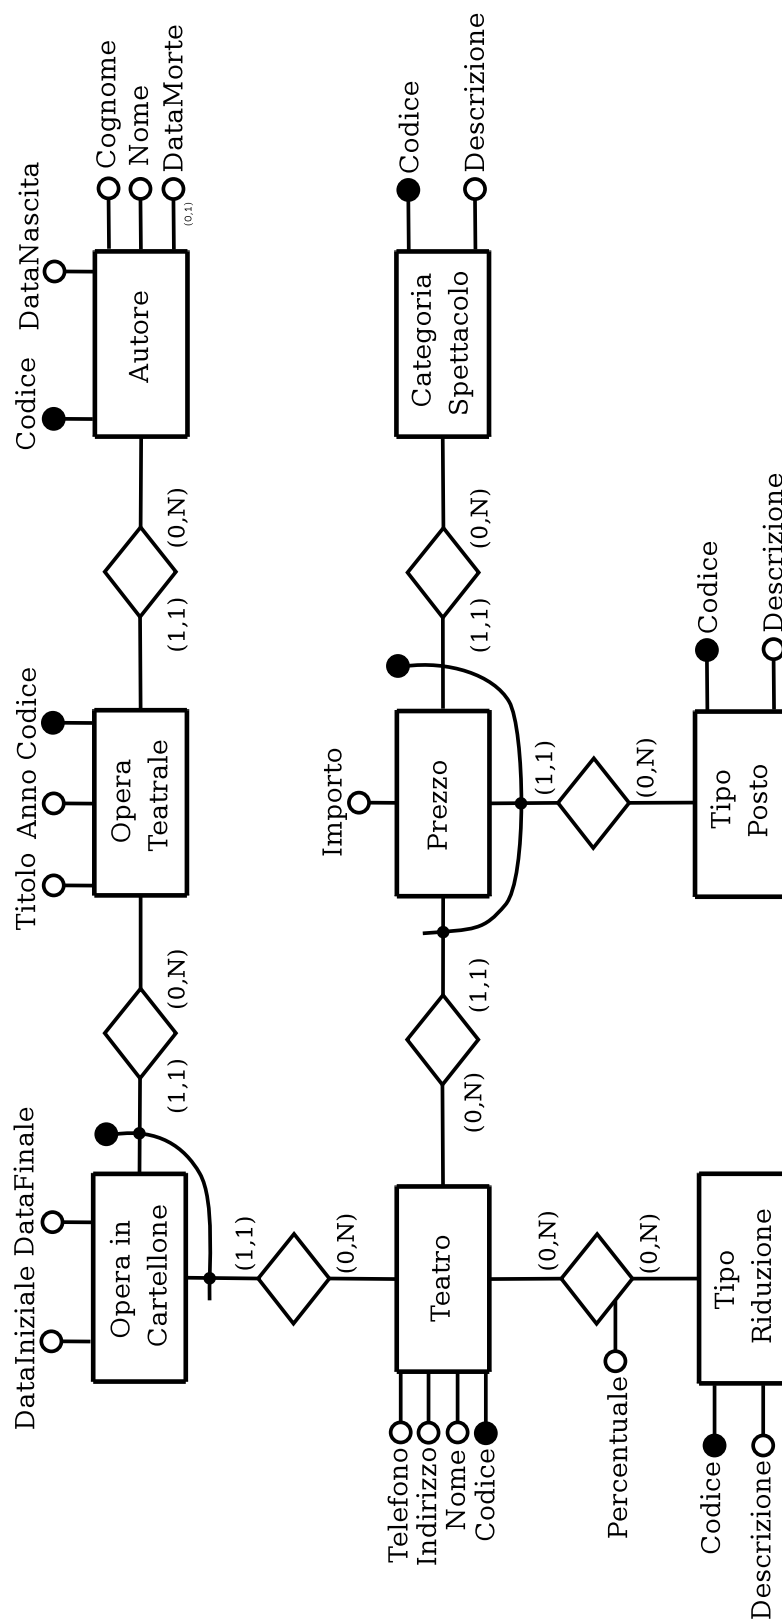 DataIniziale
DataFinale
Titolo
Anno
Codice
Codice
DataNascita
Opera in
Cartellone
(1,1)
(0,N)
Opera
Teatrale
(1,1)
(0,N)
Autore
Cognome
Nome
DataMorte
(0,1)
(1,1)
(0,N)
Telefono
Indirizzo
Nome
Codice
Teatro
(0,N)
(1,1)
Importo
Prezzo
(1,1)
(0,N)
Categoria
Spettacolo
Codice
Descrizione
(0,N)
(0,N)
Percentuale
(1,1)
(0,N)
Codice
Descrizione
Tipo
Riduzione
Tipo
Posto
Codice
Descrizione